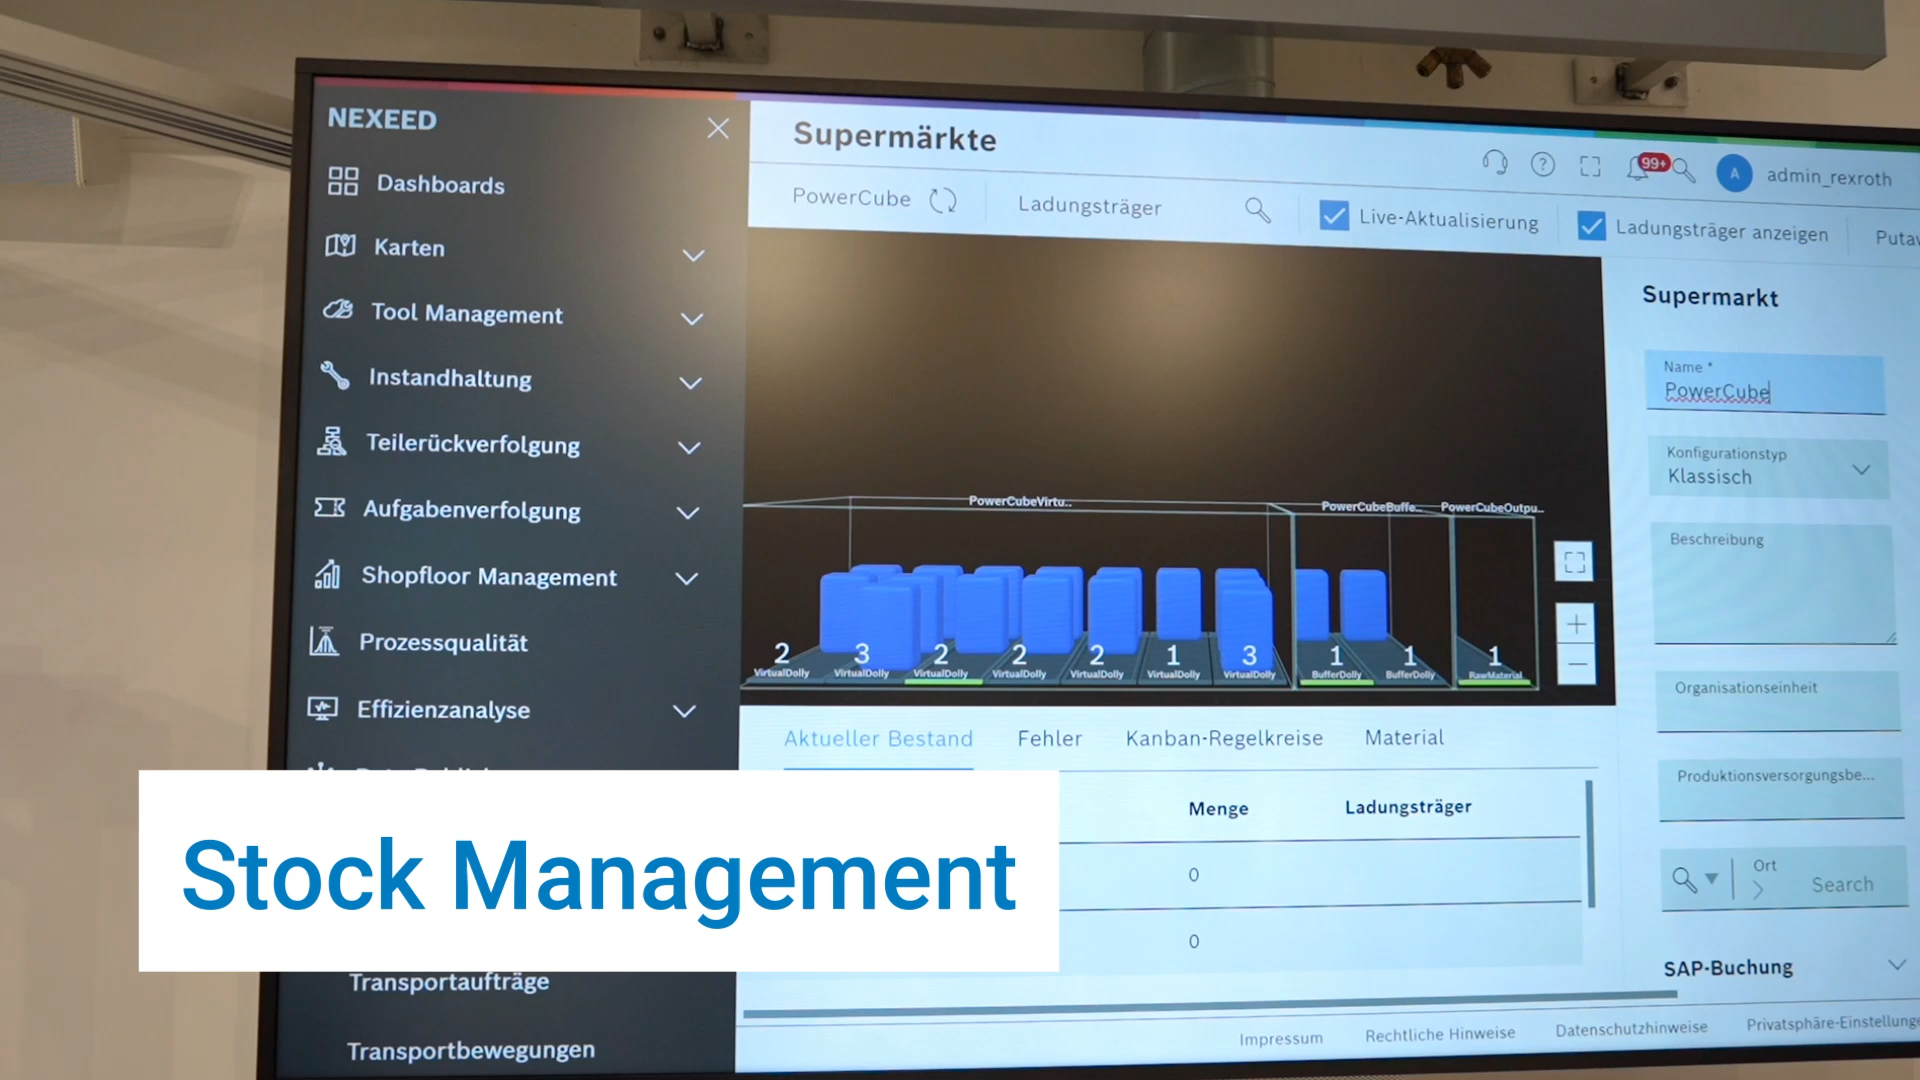 NEXEED
Dashboards
Karten
Tool Management
Instandhaltung
Teilerückverfolgung
Aufgabenverfolgung
Shopfloor Management
Prozessqualität
Effizienzanalyse
Transportaufträge
Transportbewegungen
Supermärkte
99+
A
admin_rexroth
PowerCube
Ladungsträger
Live-Aktualisierung
Ladungsträger anzeigen
PowerCubeVirtu..
PowerCubeBuffe..
PowerCubeOutpu..
2 3 2 2 2 1 3 1 1 1
VirtualDolly VirtualDolly VirtualDolly VirtualDolly VirtualDolly VirtualDolly VirtualDolly BufferDolly BufferDolly RawMaterial
Aktueller Bestand
Fehler
Kanban-Regelkreise
Material
Menge
Ladungsträger
0
0
Supermarkt
Name *
PowerCube
Konfigurationstyp
Klassisch
Beschreibung
Organisationseinheit
Produktionsversorgungsbe...
Ort
Search
SAP-Buchung
Impressum
Rechtliche Hinweise
Datenschutzhinweise
Stock Management